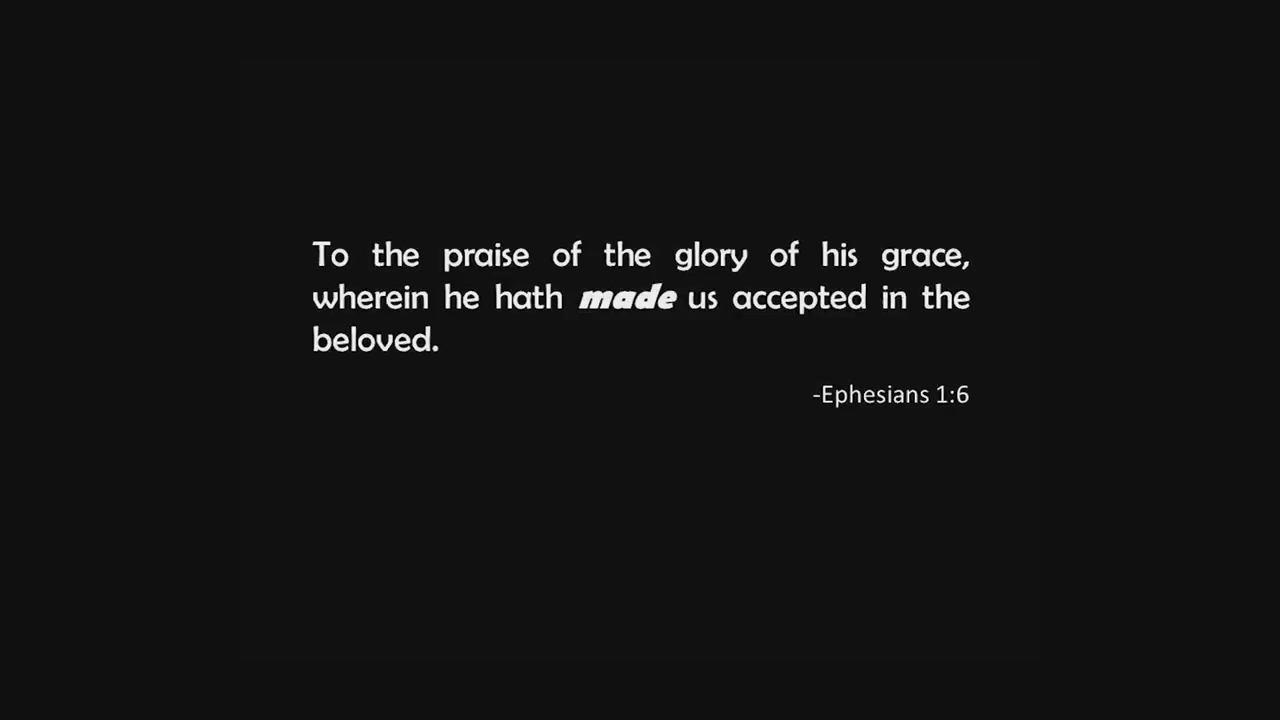 To the praise of the glory of his grace,
wherein he hath made us accepted in the
beloved.
-Ephesians 1:6